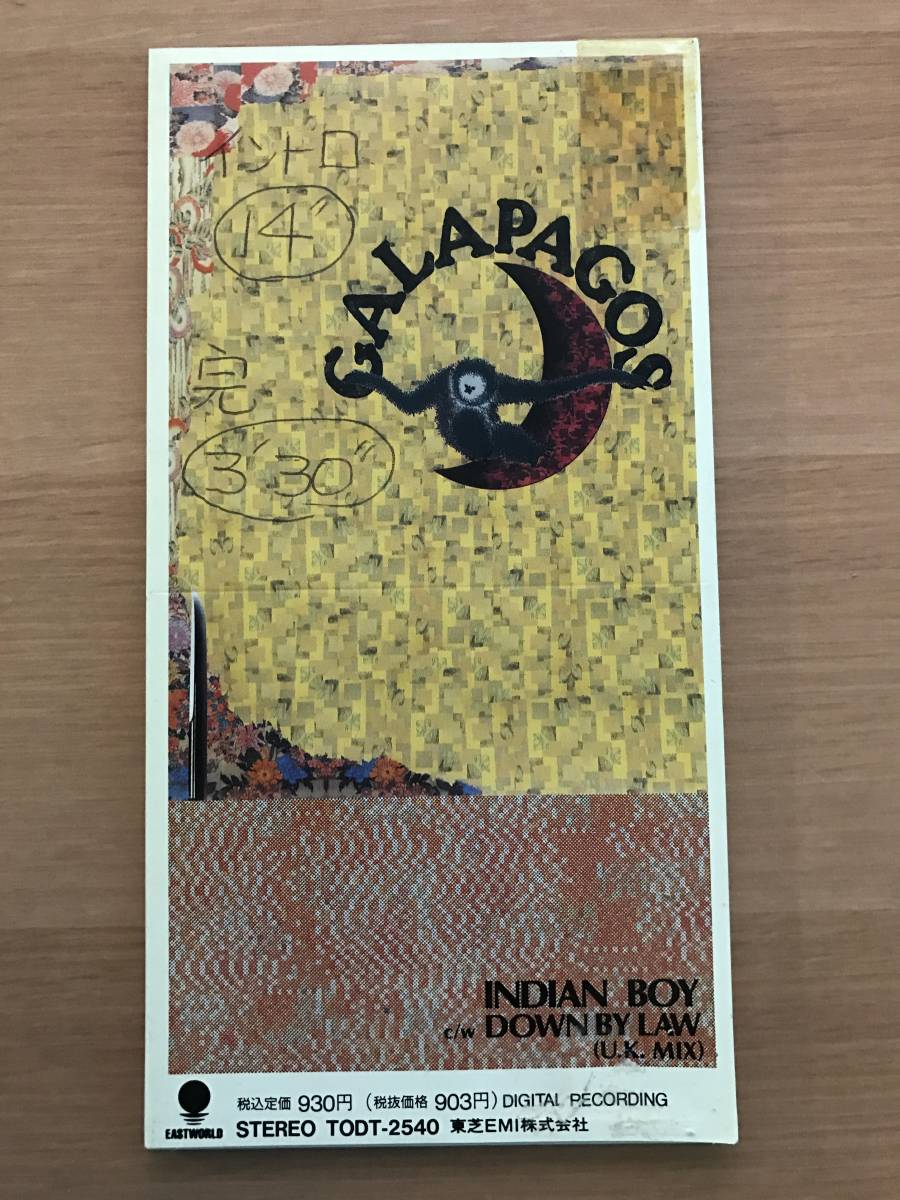 イントロ
14"
GALAPAGOS
完
3'30"
INDIAN BOY
c/w DOWN BY LAW
(U.K. MIX)
税込定価 930円 (税抜価格 903円) DIGITAL RECORDING
EASTWORLD STEREO TODT-2540 東芝EMI株式会社